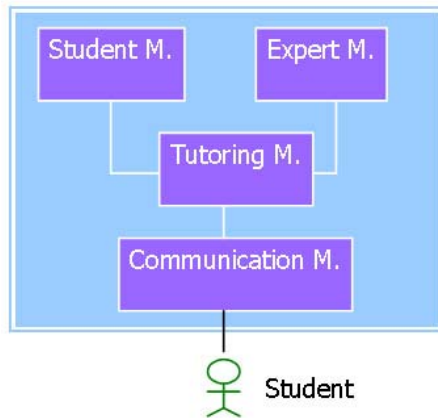 Student M.
Expert M.
Tutoring M.
Communication M.
Student